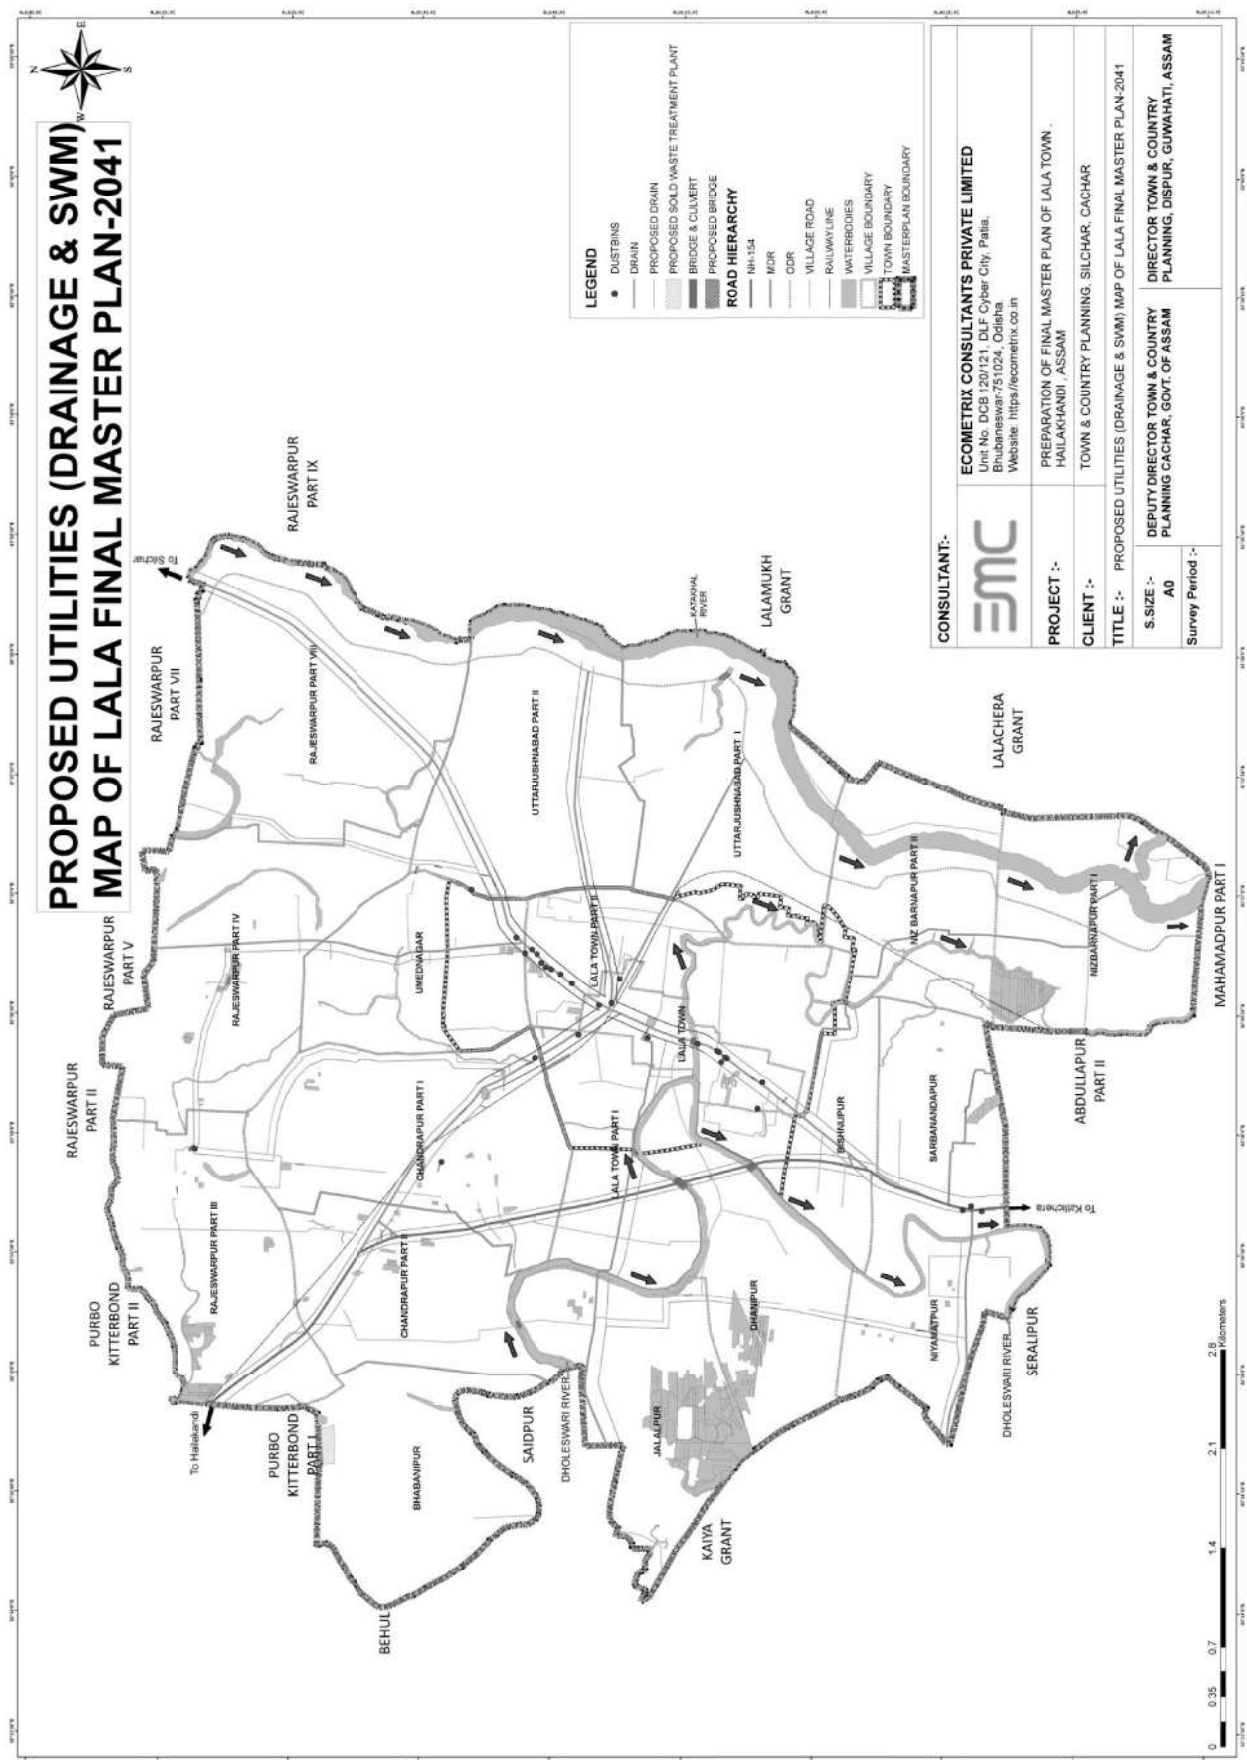 PROPOSED UTILITIES (DRAINAGE & SWM)
MAP OF LALA FINAL MASTER PLAN-2041
N
E
S
W
To Silchar
RAJESWARPUR
PART IX
RAJESWARPUR
PART VII
RAJESWARPUR PART VIII
RAJESWARPUR
PART V
RAJESWARPUR PART IV
RAJESWARPUR
PART II
RAJESWARPUR PART III
PURBO
KITTERBOND
PART II
To Hailakandi
PURBO
KITTERBOND
PART I
BEHUL
BHABANIPUR
CHANDRAPUR PART II
CHANDRAPUR PART I
UMEDNAGAR
UTTARJUSHNABAD PART II
KATAKHAL
RIVER
LALAMUKH
GRANT
UTTARJUSHNABAD PART I
LALA TOWN PART II
LALA TOWN
LALA TOWN PART I
SAIDPUR
DHOLESWARI RIVER
JALALPUR
DHANIPUR
KAIYA
GRANT
BISHNUPUR
SARBANANDAPUR
NIZ BARNAPUR PART II
LALACHERA
GRANT
NIZBARNAPUR PART I
ABDULLAPUR
PART II
MAHAMADPUR PART I
To Katlichera
NIYAMATPUR
DHOLESWARI RIVER
SERALIPUR
0 0.35 0.7 1.4 2.1 2.8
Kilometers
LEGEND
DUSTBINS
DRAIN
PROPOSED DRAIN
PROPOSED SOLD WASTE TREATMENT PLANT
BRIDGE & CULVERT
PROPOSED BRIDGE
ROAD HIERARCHY
NH-154
MDR
ODR
VILLAGE ROAD
RAILWAYLINE
WATERBODIES
VILLAGE BOUNDARY
TOWN BOUNDARY
MASTERPLAN BOUNDARY
CONSULTANT:-
EMC
ECOMETRIX CONSULTANTS PRIVATE LIMITED
Unit No. DCB 120/121, DLF Cyber City, Patia,
Bhubaneswar-751024, Odisha.
Website: https//ecometrix.co.in
PROJECT :-
PREPARATION OF FINAL MASTER PLAN OF LALA TOWN ,
HAILAKHANDI , ASSAM
CLIENT :-
TOWN & COUNTRY PLANNING, SILCHAR, CACHAR
TITLE :- PROPOSED UTILITIES (DRAINAGE & SWM) MAP OF LALA FINAL MASTER PLAN-2041
S.SIZE :-
A0
DEPUTY DIRECTOR TOWN & COUNTRY
PLANNING CACHAR, GOVT. OF ASSAM
DIRECTOR TOWN & COUNTRY
PLANNING, DISPUR, GUWAHATI, ASSAM
Survey Period :-